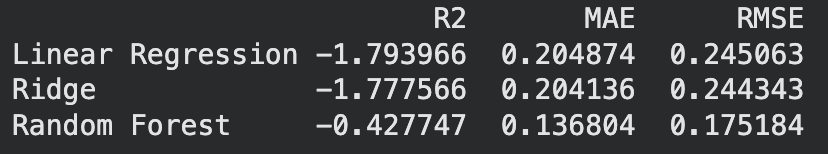 R2 MAE RMSE
Linear Regression -1.793966 0.204874 0.245063
Ridge -1.777566 0.204136 0.244343
Random Forest -0.427747 0.136804 0.175184